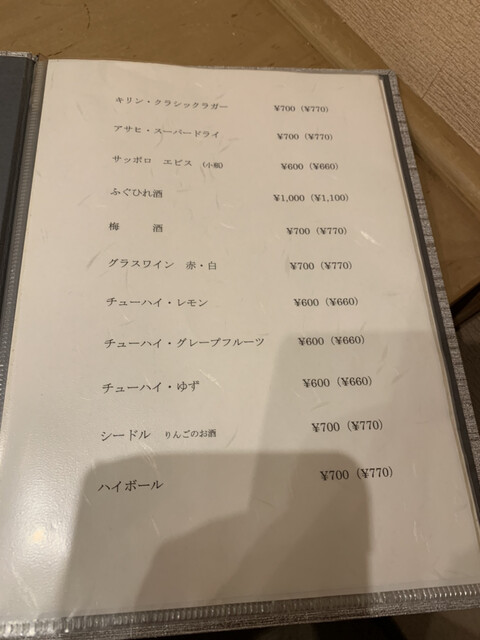 キリン・クラシックラガー ¥700（¥770）
アサヒ・スーパードライ ¥700（¥770）
サッポロ エビス （小瓶） ¥600（¥660）
ふぐひれ酒 ¥1,000（¥1,100）
梅 酒 ¥700（¥770）
グラスワイン 赤・白 ¥700（¥770）
チューハイ・レモン ¥600（¥660）
チューハイ・グレープフルーツ ¥600（¥660）
チューハイ・ゆず ¥600（¥660）
シードル りんごのお酒 ¥700（¥770）
ハイボール ¥700（¥770）